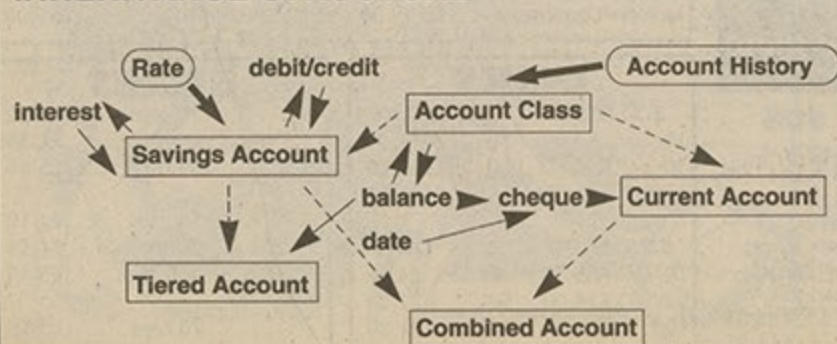 Rate
debit/credit
Account History
interest
Account Class
Savings Account
balance
cheque
Current Account
date
Tiered Account
Combined Account